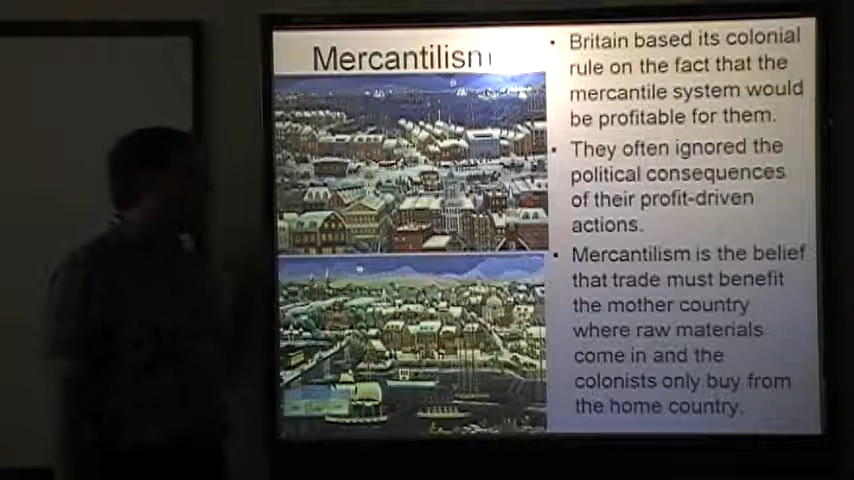 Mercantilism
• Britain based its colonial
rule on the fact that the
mercantile system would
be profitable for them.
• They often ignored the
political consequences
of their profit-driven
actions.
• Mercantilism is the belief
that trade must benefit
the mother country
where raw materials
come in and the
colonists only buy from
the home country.